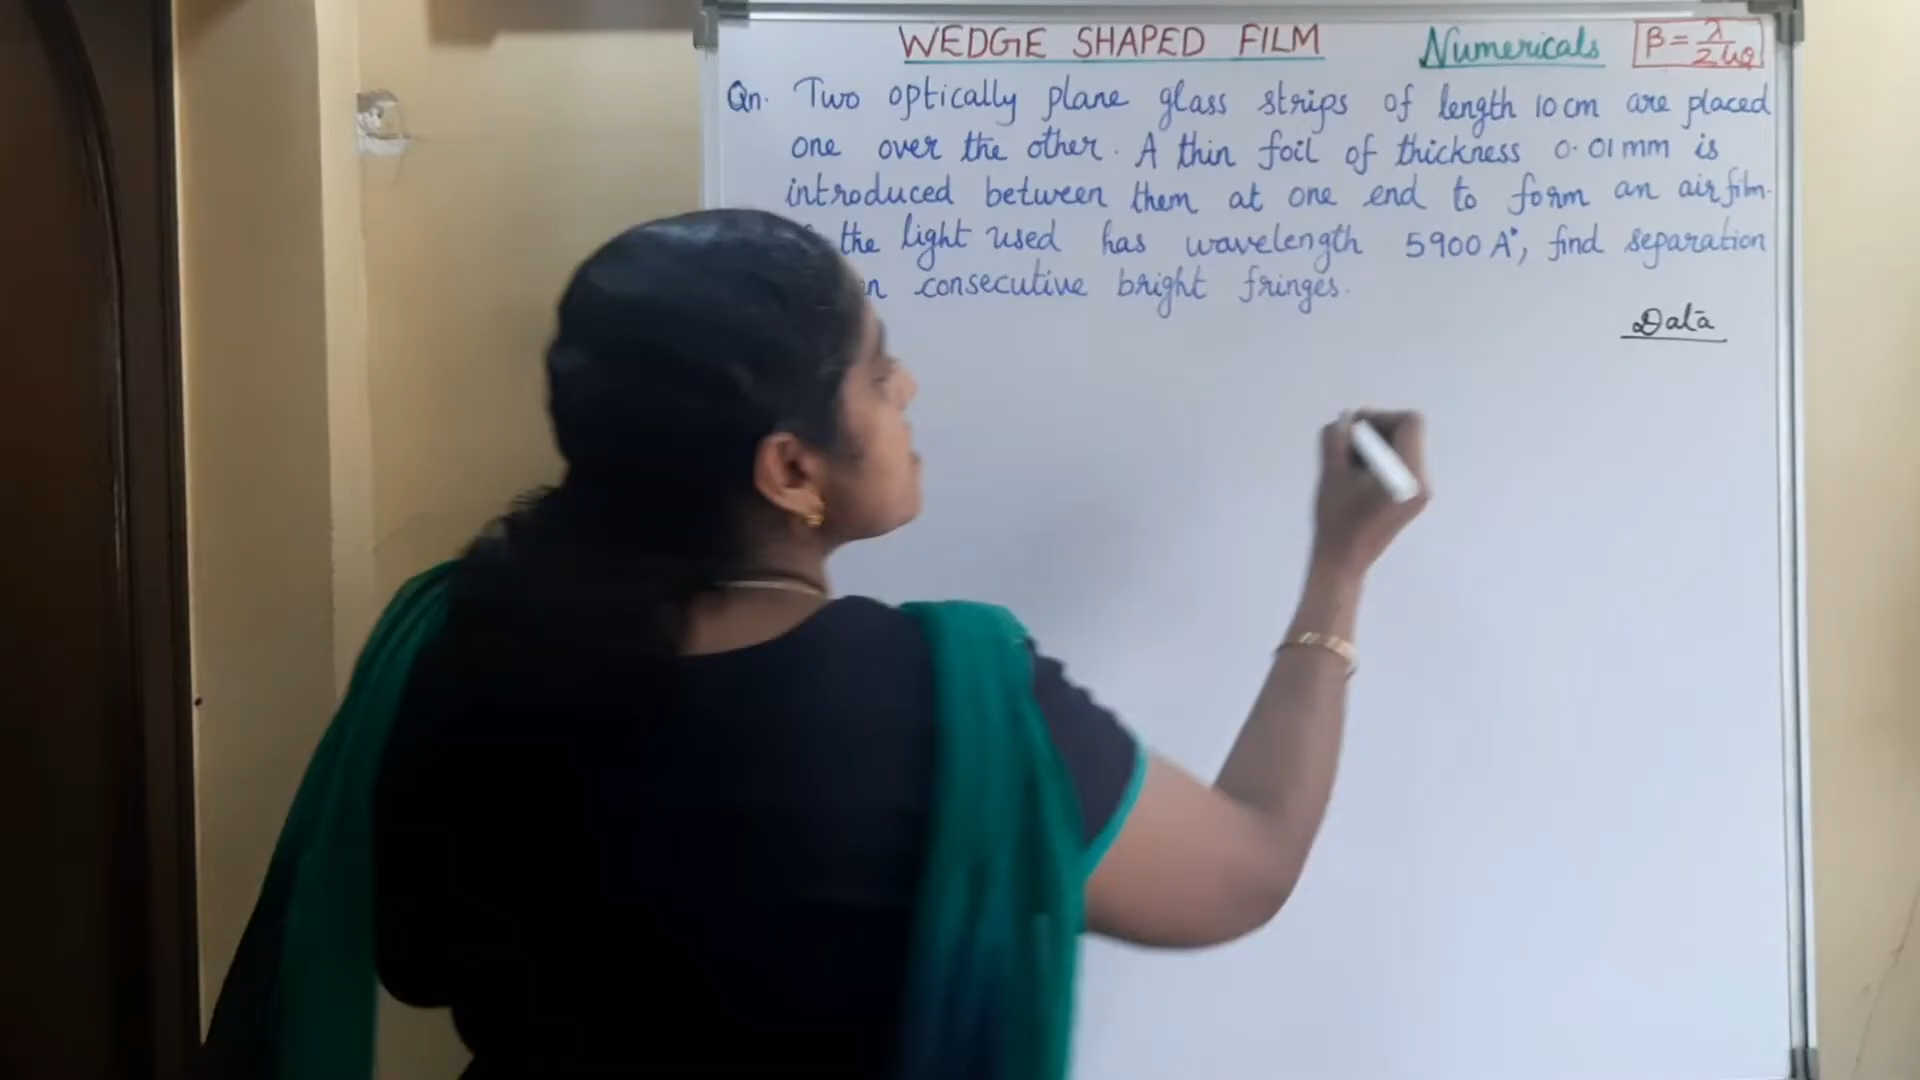 WEDGE SHAPED FILM Numericals β = λ/2μθ
Qn. Two optically plane glass strips of length 10 cm are placed
one over the other. A thin foil of thickness 0.01mm is
introduced between them at one end to form an air film.
the light used has wavelength 5900 A°, find separation
consecutive bright fringes.
Data